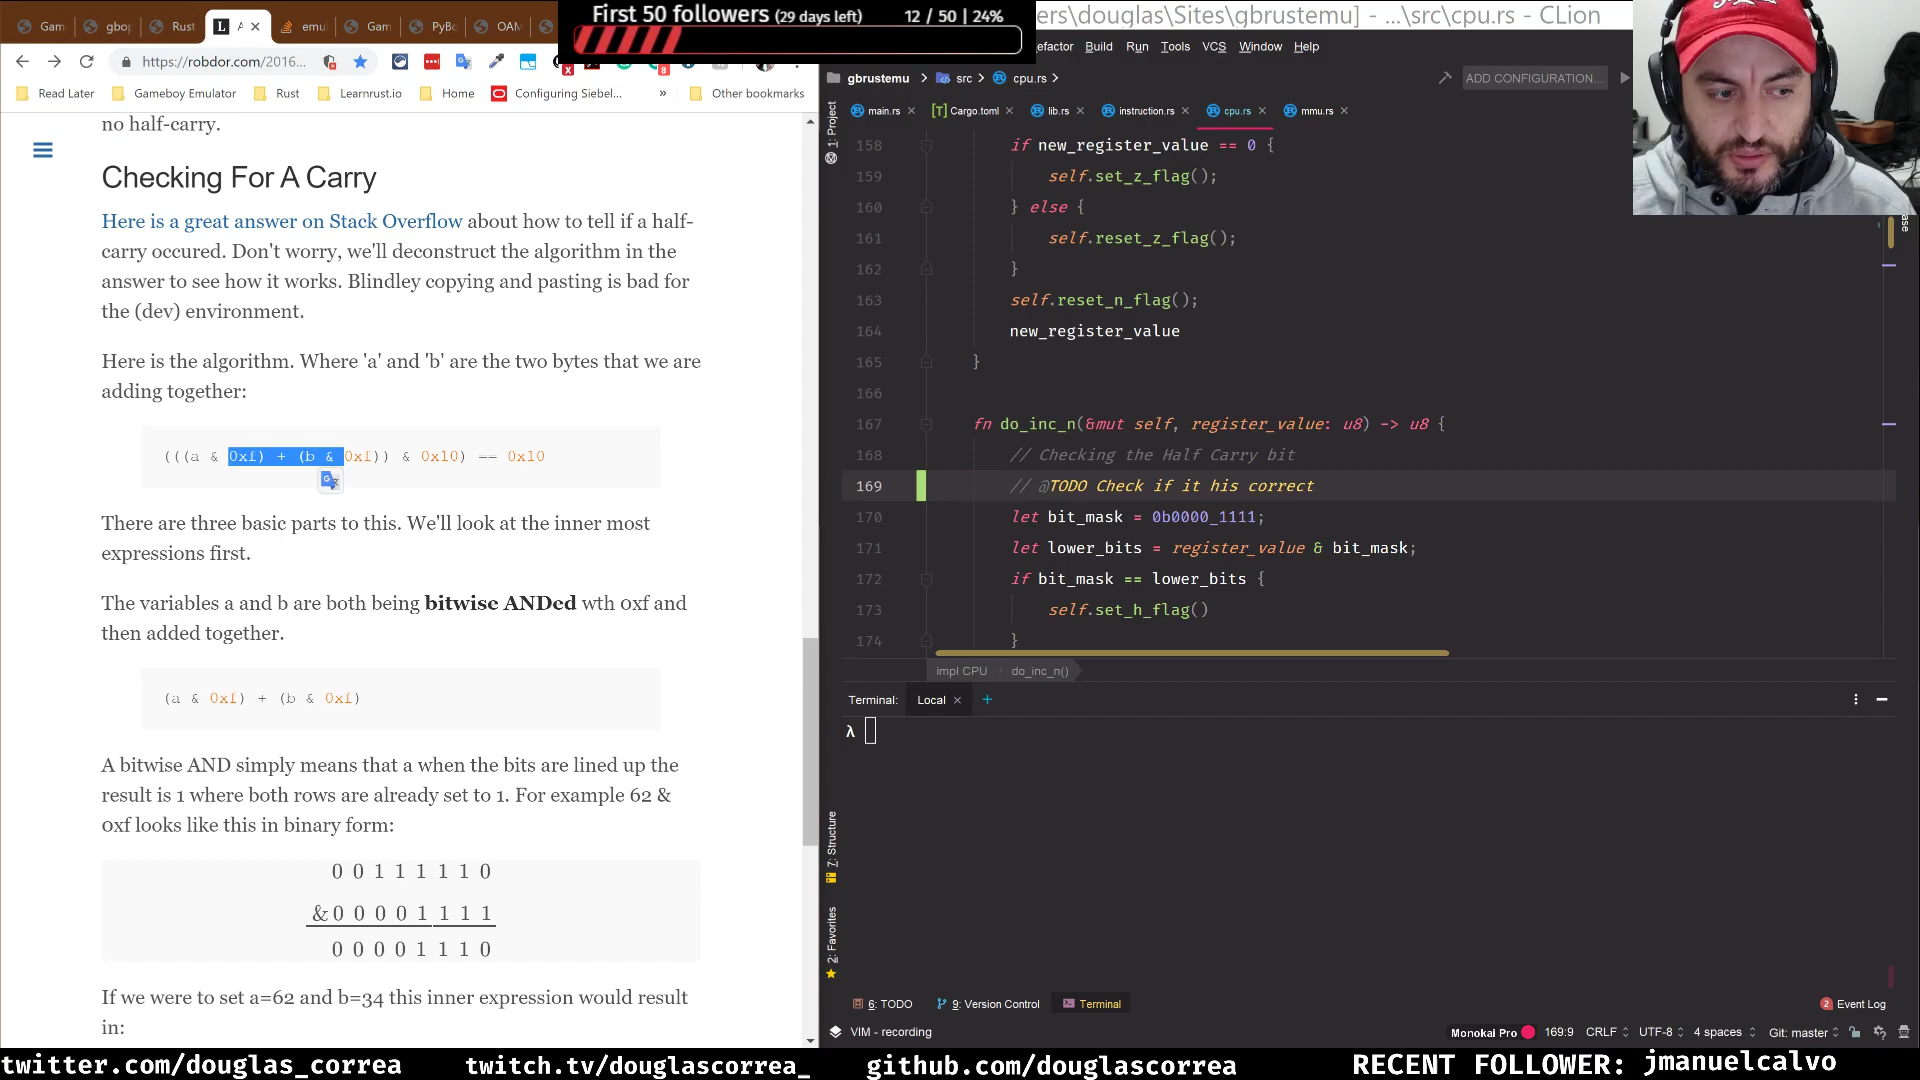 First 50 followers (29 days left) 12 / 50 | 24%
ers\douglas\Sites\gbrustemu] - ...\src\cpu.rs - CLion
Gam
gbop
Rust
emu
Gam
PyBo
OAM
https://robdor.com/2016...
Read Later
Gameboy Emulator
Rust
Learnrust.io
Home
Configuring Siebel...
»
Other bookmarks
no half-carry.
Checking For A Carry
Here is a great answer on Stack Overflow about how to tell if a half-
carry occured. Don't worry, we'll deconstruct the algorithm in the
answer to see how it works. Blindley copying and pasting is bad for
the (dev) environment.
Here is the algorithm. Where 'a' and 'b' are the two bytes that we are
adding together:
(((a & 0xf) + (b & 0xf)) & 0x10) == 0x10
There are three basic parts to this. We'll look at the inner most
expressions first.
The variables a and b are both being bitwise ANDed wth 0xf and
then added together.
(a & 0xf) + (b & 0xf)
A bitwise AND simply means that a when the bits are lined up the
result is 1 where both rows are already set to 1. For example 62 &
0xf looks like this in binary form:
0 0 1 1 1 1 1 0
& 0 0 0 0 1 1 1 1
0 0 0 0 1 1 1 0
If we were to set a=62 and b=34 this inner expression would result
in:
efactor Build Run Tools VCS Window Help
gbrustemu > src > cpu.rs >
ADD CONFIGURATION...
main.rs
Cargo.toml
lib.rs
instruction.rs
cpu.rs
mmu.rs
1: Project
158 if new_register_value == 0 {
159 self.set_z_flag();
160 } else {
161 self.reset_z_flag();
162 }
163 self.reset_n_flag();
164 new_register_value
165 }
166
167 fn do_inc_n(&mut self, register_value: u8) -> u8 {
168 // Checking the Half Carry bit
169 // @TODO Check if it his correct
170 let bit_mask = 0b0000_1111;
171 let lower_bits = register_value & bit_mask;
172 if bit_mask == lower_bits {
173 self.set_h_flag()
174 }
impl CPU
do_inc_n()
Terminal: Local +
λ
7: Structure
2: Favorites
6: TODO
9: Version Control
Terminal
2 Event Log
VIM - recording
Monokai Pro
169:9
CRLF
UTF-8
4 spaces
Git: master
twitter.com/douglas_correa
twitch.tv/douglascorrea_
github.com/douglascorrea
RECENT FOLLOWER: jmanuelcalvo